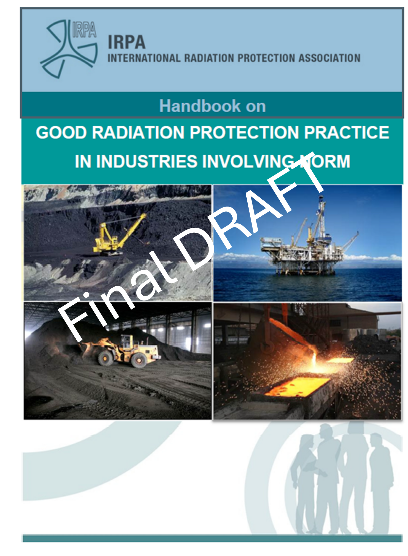 IRPA
IRPA
INTERNATIONAL RADIATION PROTECTION ASSOCIATION
Handbook on
GOOD RADIATION PROTECTION PRACTICE
IN INDUSTRIES INVOLVING NORM
Final DRAFT